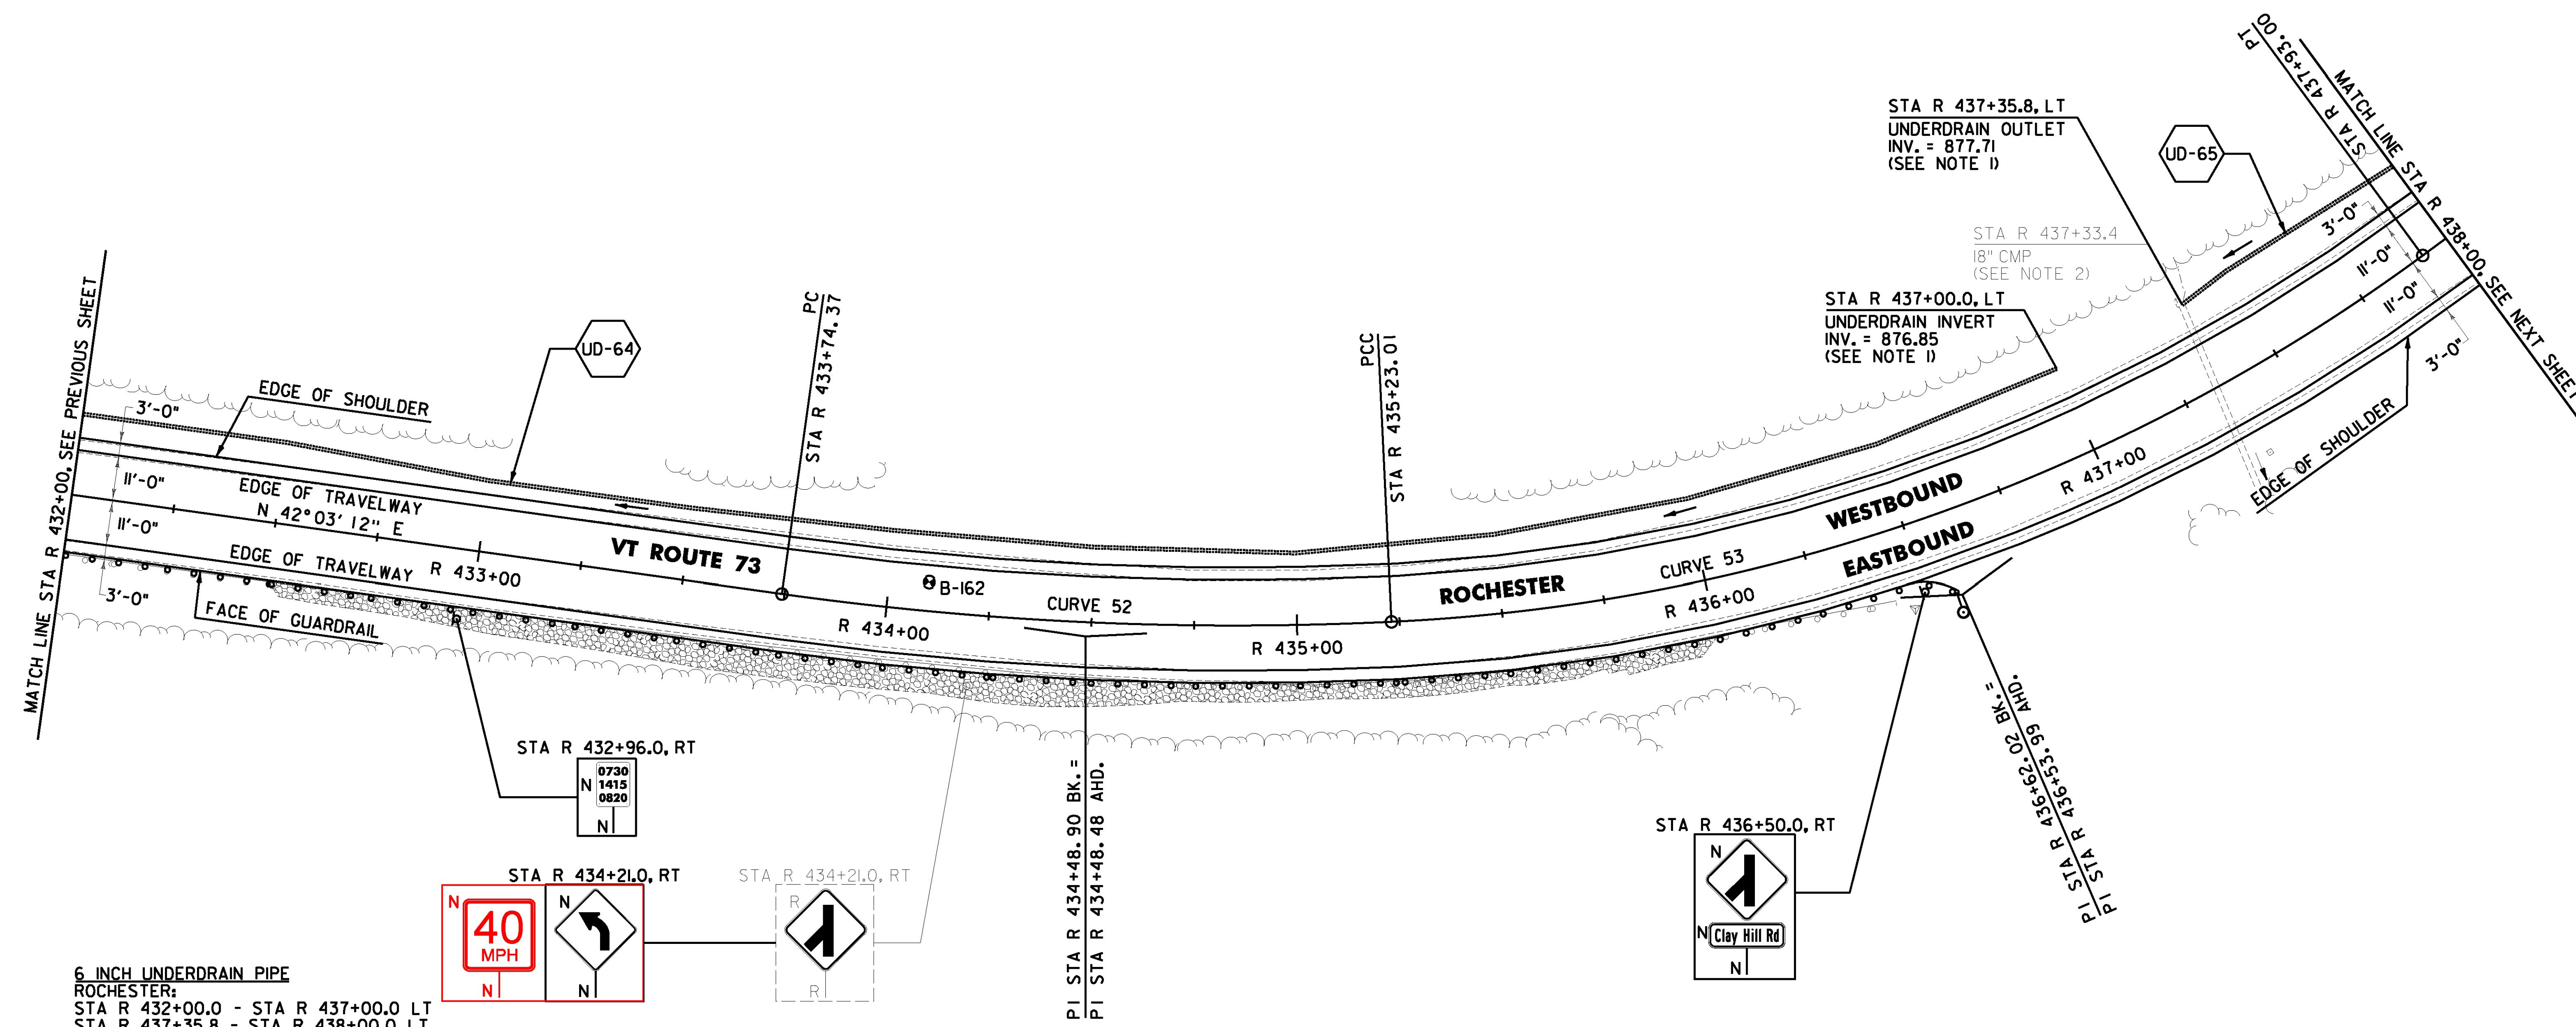 MATCH LINE STA R 432+00, SEE PREVIOUS SHEET
3'-0"
11'-0"
11'-0"
3'-0"
EDGE OF SHOULDER
EDGE OF TRAVELWAY
N 42° 03' 12" E
EDGE OF TRAVELWAY
R 433+00
FACE OF GUARDRAIL
UD-64
VT ROUTE 73
PC
STA R 433+74.37
B-162
R 434+00
CURVE 52
R 435+00
PCC
STA R 435+23.01
ROCHESTER
CURVE 53
R 436+00
WESTBOUND
EASTBOUND
R 437+00
STA R 437+35.8, LT
UNDERDRAIN OUTLET
INV. = 877.71
(SEE NOTE 1)
UD-65
STA R 437+33.4
18" CMP
(SEE NOTE 2)
STA R 437+00.0, LT
UNDERDRAIN INVERT
INV. = 876.85
(SEE NOTE 1)
PT
STA R 437+93.00
MATCH LINE STA R 438+00, SEE NEXT SHEET
3'-0"
11'-0"
11'-0"
3'-0"
EDGE OF SHOULDER
STA R 432+96.0, RT
N
0730
1415
0820
N
STA R 434+21.0, RT
N
40
MPH
N
N
N
STA R 434+21.0, RT
R
R
PI STA R 434+48.90 BK. =
PI STA R 434+48.48 AHD.
STA R 436+50.0, RT
N
N
Clay Hill Rd
N
PI STA R 436+62.02 BK. =
PI STA R 436+53.99 AHD.
6 INCH UNDERDRAIN PIPE
ROCHESTER:
STA R 432+00.0 - STA R 437+00.0 LT
STA R 437+35.8 - STA R 438+00.0 LT